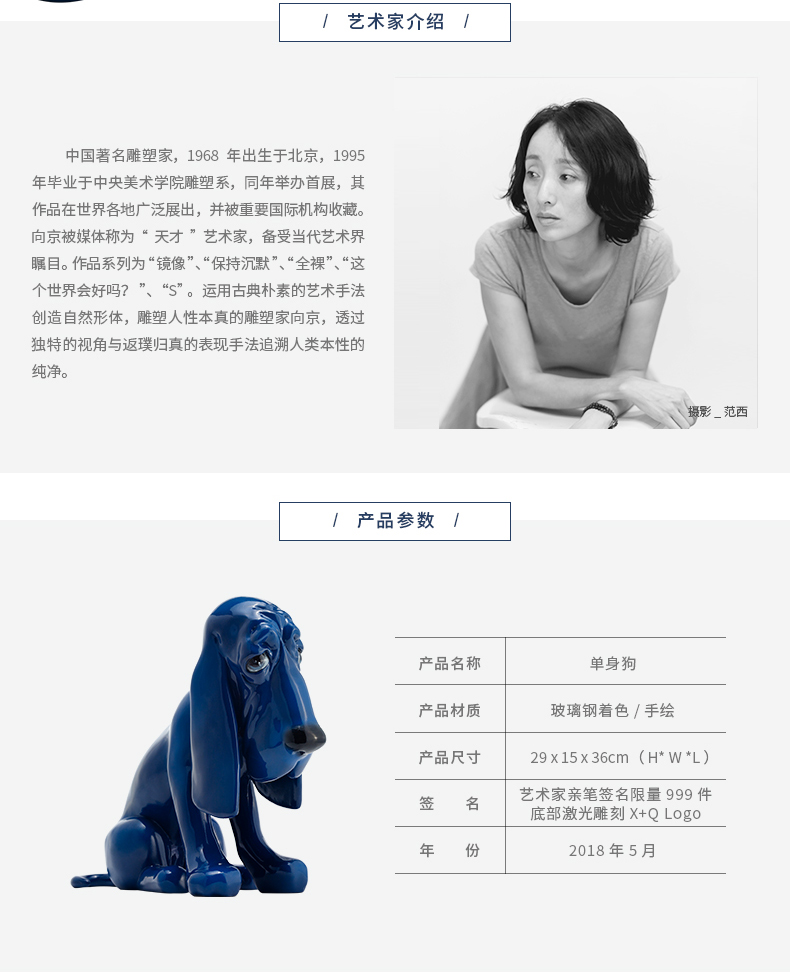 / 艺术家介绍 /
中国著名雕塑家，1968 年出生于北京，1995
年毕业于中央美术学院雕塑系，同年举办首展，其
作品在世界各地广泛展出，并被重要国际机构收藏。
向京被媒体称为 “ 天才 ” 艺术家，备受当代艺术界
瞩目。作品系列为“镜像”、“保持沉默”、“全裸”、“这
个世界会好吗？ ”、“S” 。运用古典朴素的艺术手法
创造自然形体，雕塑人性本真的雕塑家向京，透过
独特的视角与返璞归真的表现手法追溯人类本性的
纯净。
摄影 _ 范西
/ 产品参数 /
产品名称 单身狗
产品材质 玻璃钢着色 / 手绘
产品尺寸 29 x 15 x 36cm（ H* W *L ）
签 名 艺术家亲笔签名限量 999 件
底部激光雕刻 X+Q Logo
年 份 2018 年 5 月